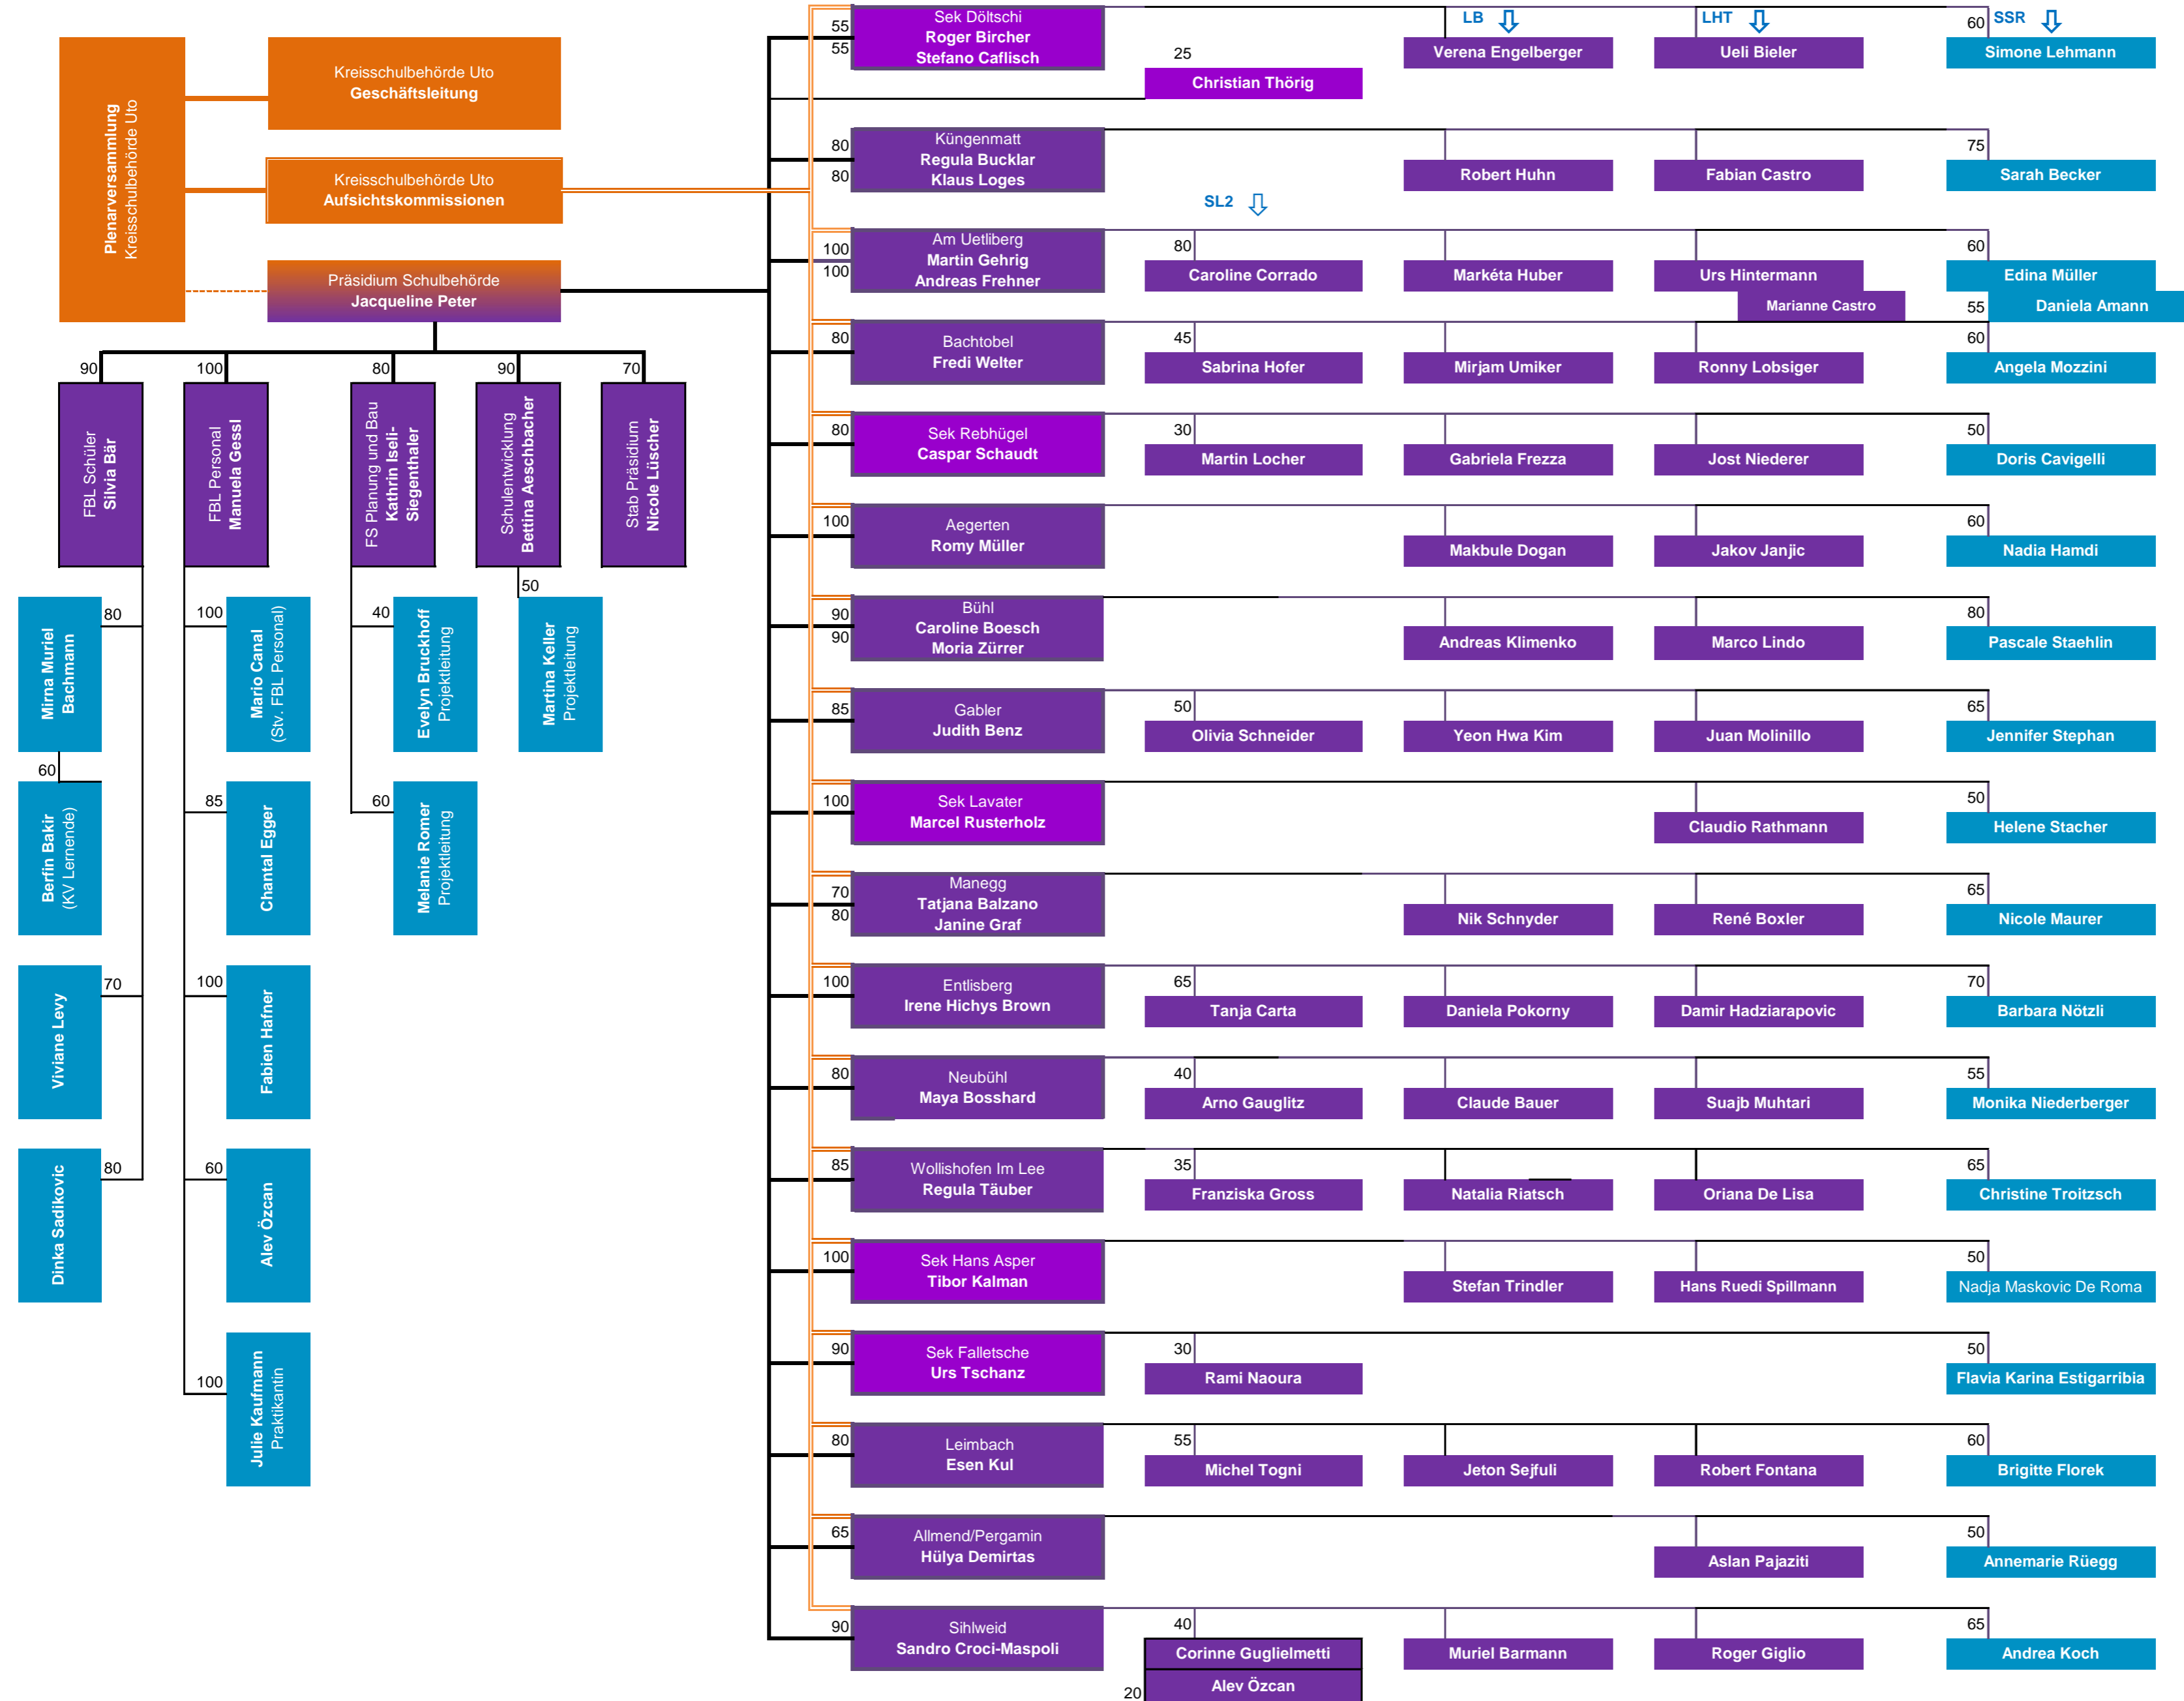 Plenarversammlung
Kreisschulbehörde Uto
Kreisschulbehörde Uto
Geschäftsleitung
Kreisschulbehörde Uto
Aufsichtskommissionen
Präsidium Schulbehörde
Jacqueline Peter
90
FBL Schüler
Silvia Bär
100
FBL Personal
Manuela Gessl
80
FS Planung und Bau
Kathrin Iseli-
Siegenthaler
90
Schulentwicklung
Bettina Aeschbacher
70
Stab Präsidium
Nicole Lüscher
80
Mirna Muriel
Bachmann
60
Berfin Bakir
(KV Lernende)
70
Viviane Levy
80
Dinka Sadikovic
100
Mario Canal
(Stv. FBL Personal)
85
Chantal Egger
100
Fabien Hafner
60
Alev Özcan
100
Julie Kaufmann
Praktikantin
40
Evelyn Bruckhoff
Projektleitung
60
Melanie Romer
Projektleitung
50
Martina Keller
Projektleitung
LB
LHT
SSR
55
55
Sek Döltschi
Roger Bircher
Stefano Caflisch
25
Christian Thörig
Verena Engelberger
Ueli Bieler
60
Simone Lehmann
80
80
Küngenmatt
Regula Bucklar
Klaus Loges
Robert Huhn
Fabian Castro
75
Sarah Becker
SL2
100
100
Am Uetliberg
Martin Gehrig
Andreas Frehner
80
Caroline Corrado
Markéta Huber
Urs Hintermann
Marianne Castro
60
Edina Müller
55
Daniela Amann
80
Bachtobel
Fredi Welter
45
Sabrina Hofer
Mirjam Umiker
Ronny Lobsiger
60
Angela Mozzini
80
Sek Rebhügel
Caspar Schaudt
30
Martin Locher
Gabriela Frezza
Jost Niederer
50
Doris Cavigelli
100
Aegerten
Romy Müller
Makbule Dogan
Jakov Janjic
60
Nadia Hamdi
90
90
Bühl
Caroline Boesch
Moria Zürrer
Andreas Klimenko
Marco Lindo
80
Pascale Staehlin
85
Gabler
Judith Benz
50
Olivia Schneider
Yeon Hwa Kim
Juan Molinillo
65
Jennifer Stephan
100
Sek Lavater
Marcel Rusterholz
Claudio Rathmann
50
Helene Stacher
70
80
Manegg
Tatjana Balzano
Janine Graf
Nik Schnyder
René Boxler
65
Nicole Maurer
100
Entlisberg
Irene Hichys Brown
65
Tanja Carta
Daniela Pokorny
Damir Hadziarapovic
70
Barbara Nötzli
80
Neubühl
Maya Bosshard
40
Arno Gauglitz
Claude Bauer
Suajb Muhtari
55
Monika Niederberger
85
Wollishofen Im Lee
Regula Täuber
35
Franziska Gross
Natalia Riatsch
Oriana De Lisa
65
Christine Troitzsch
100
Sek Hans Asper
Tibor Kalman
Stefan Trindler
Hans Ruedi Spillmann
50
Nadja Maskovic De Roma
90
Sek Falletsche
Urs Tschanz
30
Rami Naoura
50
Flavia Karina Estigarribia
80
Leimbach
Esen Kul
55
Michel Togni
Jeton Sejfuli
Robert Fontana
60
Brigitte Florek
65
Allmend/Pergamin
Hülya Demirtas
Aslan Pajaziti
50
Annemarie Rüegg
90
Sihlweid
Sandro Croci-Maspoli
40
Corinne Guglielmetti
20
Alev Özcan
Muriel Barmann
Roger Giglio
65
Andrea Koch